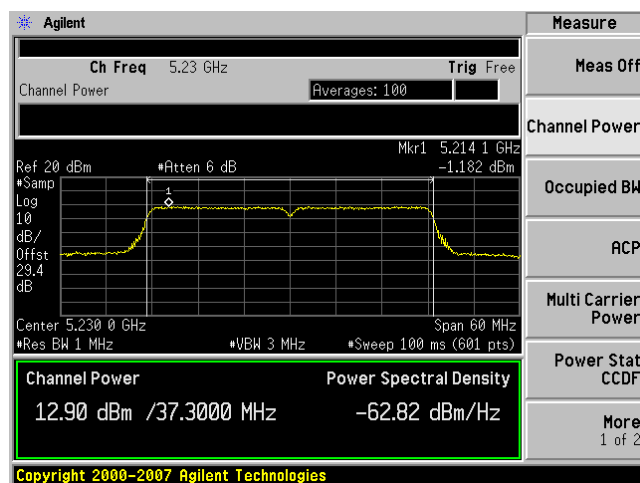 Agilent
Measure
Ch Freq 5.23 GHz Trig Free
Channel Power Averages: 100
Mkr1 5.214 1 GHz
Ref 20 dBm #Atten 6 dB -1.182 dBm
#Samp
Log
10
dB/
Offst
29.4
dB
1
Center 5.230 0 GHz Span 60 MHz
#Res BW 1 MHz #VBW 3 MHz #Sweep 100 ms (601 pts)
Channel Power Power Spectral Density
12.90 dBm /37.3000 MHz -62.82 dBm/Hz
Copyright 2000-2007 Agilent Technologies
Meas Off
Channel Power
Occupied BW
ACP
Multi Carrier
Power
Power Stat
CCDF
More
1 of 2